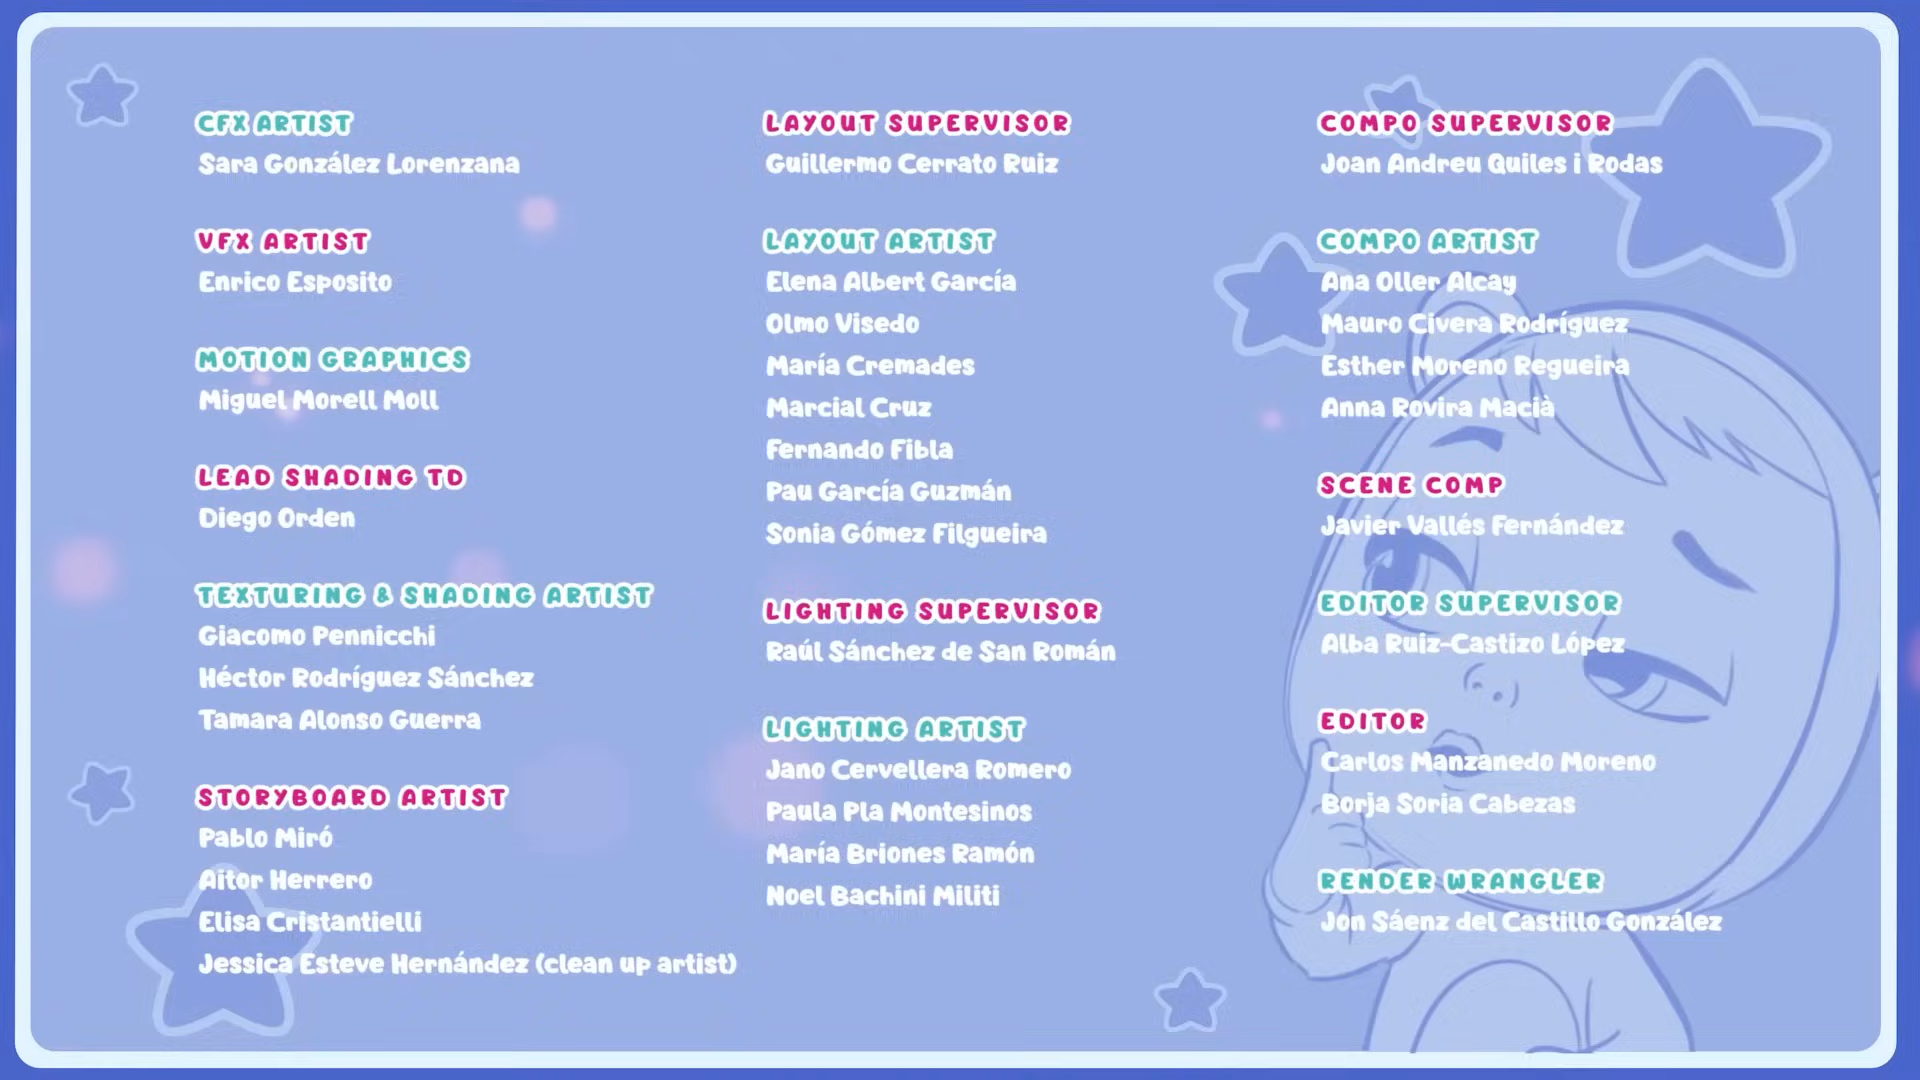 CFX ARTIST
Sara González Lorenzana
VFX ARTIST
Enrico Esposito
MOTION GRAPHICS
Miguel Morell Moll
LEAD SHADING TD
Diego Orden
TEXTURING & SHADING ARTIST
Giacomo Pennicchi
Héctor Rodríguez Sánchez
Tamara Alonso Guerra
STORYBOARD ARTIST
Pablo Miró
Aitor Herrero
Elisa Cristantielli
Jessica Esteve Hernández (clean up artist)
LAYOUT SUPERVISOR
Guillermo Cerrato Ruiz
LAYOUT ARTIST
Elena Albert García
Olmo Visedo
María Cremades
Marcial Cruz
Fernando Fibla
Pau García Guzmán
Sonia Gómez Filgueira
LIGHTING SUPERVISOR
Raúl Sánchez de San Román
LIGHTING ARTIST
Jano Cervellera Romero
Paula Pla Montesinos
María Briones Ramón
Noel Bachini Militi
COMPO SUPERVISOR
Joan Andreu Quiles i Rodas
COMPO ARTIST
Ana Oller Alcay
Mauro Civera Rodríguez
Esther Moreno Regueira
Anna Rovira Macià
SCENE COMP
Javier Vallés Fernández
EDITOR SUPERVISOR
Alba Ruiz-Castizo López
EDITOR
Carlos Manzanedo Moreno
Borja Soria Cabezas
RENDER WRANGLER
Jon Sáenz del Castillo González